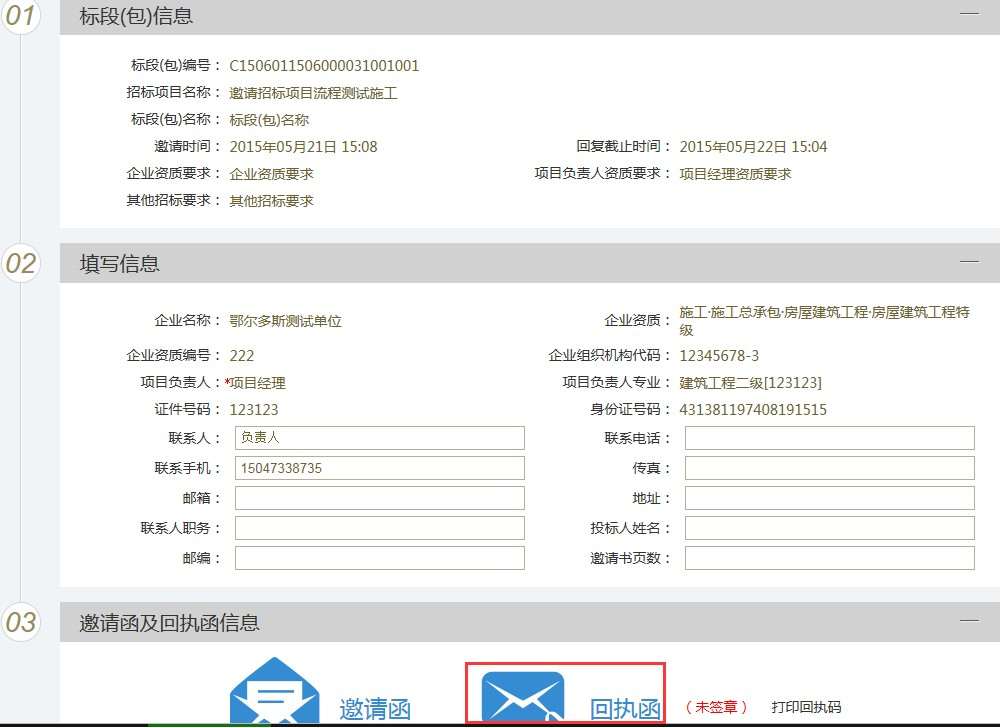 01
标段(包)信息
标段(包)编号： C1506011506000031001001
招标项目名称： 邀请招标项目流程测试施工
标段(包)名称： 标段(包)名称
邀请时间： 2015年05月21日 15:08 回复截止时间： 2015年05月22日 15:04
企业资质要求： 企业资质要求 项目负责人资质要求： 项目经理资质要求
其他招标要求： 其他招标要求
02
填写信息
企业名称： 鄂尔多斯测试单位 企业资质： 施工·施工总承包·房屋建筑工程·房屋建筑工程特
级
企业资质编号： 222 企业组织机构代码： 12345678-3
项目负责人：*项目经理 项目负责人专业： 建筑工程二级[123123]
证件号码： 123123 身份证号码： 431381197408191515
联系人： 负责人 联系电话：
联系手机： 15047338735 传真：
邮箱： 地址：
联系人职务： 投标人姓名：
邮编： 邀请书页数：
03
邀请函及回执函信息
邀请函 回执函 （未签章） 打印回执码